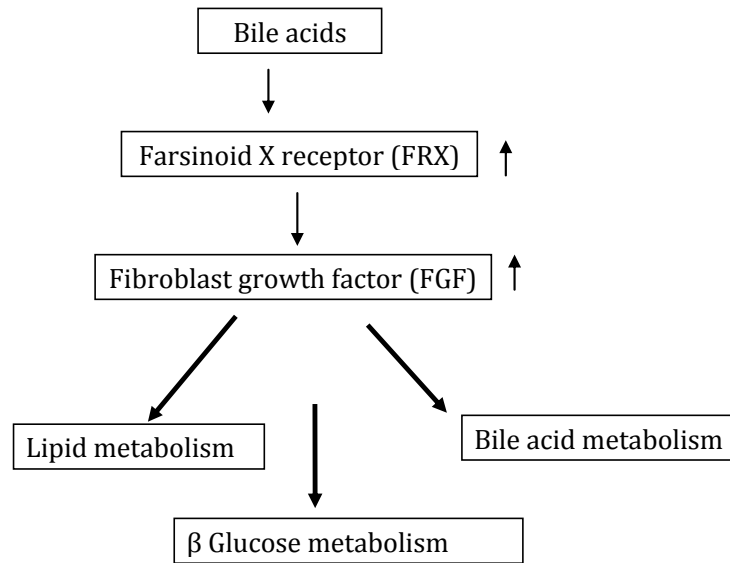 Bile acids
Farsinoid X receptor (FRX)
Fibroblast growth factor (FGF)
Lipid metabolism
Bile acid metabolism
β Glucose metabolism